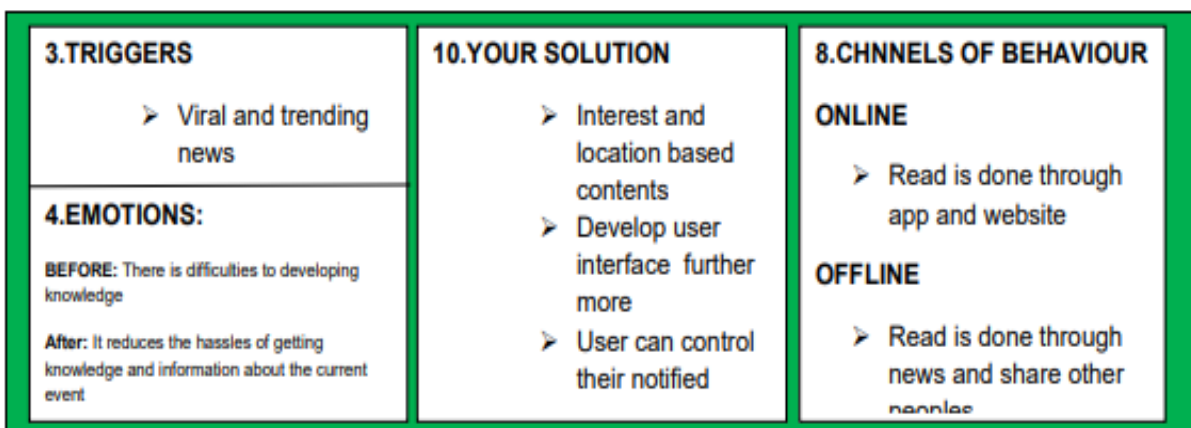 3.TRIGGERS
➢ Viral and trending
news
4.EMOTIONS:
BEFORE: There is difficulties to developing
knowledge
After: It reduces the hassles of getting
knowledge and information about the current
event
10.YOUR SOLUTION
➢ Interest and
location based
contents
➢ Develop user
interface further
more
➢ User can control
their notified
8.CHNNELS OF BEHAVIOUR
ONLINE
➢ Read is done through
app and website
OFFLINE
➢ Read is done through
news and share other
peoples